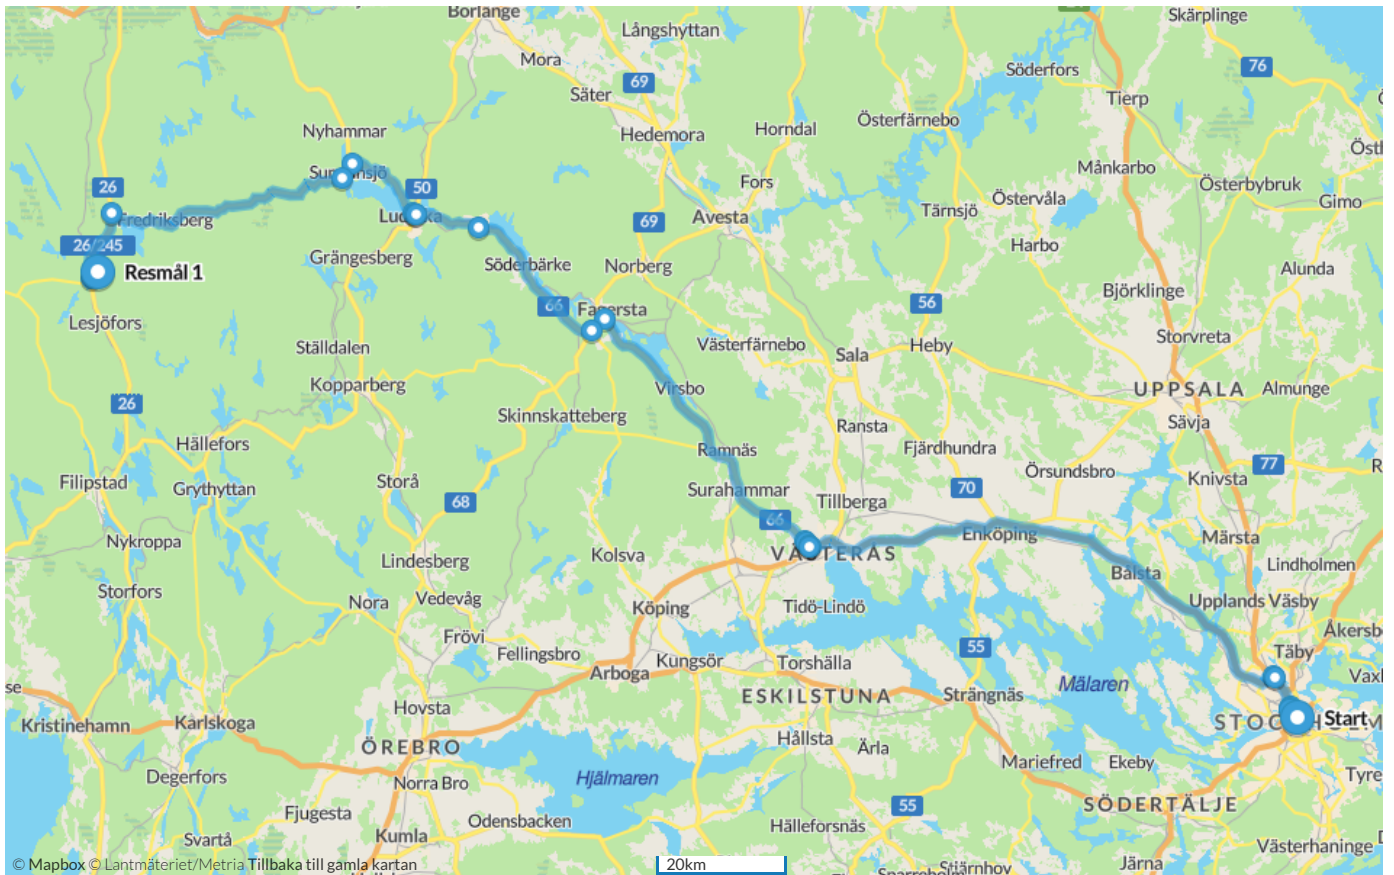 Borlänge
Skärplinge
Långshyttan
Mora
76
Söderfors
69
Säter
Tierp
Österfärnebo
Nyhammar
Hedemora
Horndal
Månkarbo
Fors
Österbybruk
26
50
Östervåla
Gimo
Fredriksberg
Avesta
Tärnsjö
69
26/245
Harbo
Grängesberg
Söderbärke
Norberg
Alunda
Resmål 1
Björklinge
66
56
Fagersta
Lesjöfors
Storvreta
Ställdalen
Västerfärnebo
Sala
Heby
Kopparberg
Virsbo
UPPSALA
Almunge
26
Skinnskatteberg
Sävja
Ransta
Hällefors
Fjärdhundra
Ramnäs
77
Örsundsbro
Filipstad
Storå
Knivsta
Grythyttan
Surahammar
70
68
Tillberga
66
Enköping
Märsta
Nykroppa
VÄSTERÅS
Kolsva
Lindesberg
Lindholmen
Bålsta
Storfors
Nora
Vedevåg
Upplands Väsby
Köping
Tidö-Lindö
Frövi
55
Täby
Fellingsbro
Kungsör
Torshälla
Arboga
Mälaren
ESKILSTUNA
Strängnäs
Hovsta
Start
STOCKHOLM
Kristinehamn
Karlskoga
Hållsta
ÖREBRO
Ärla
Mariefred
Ekeby
Degerfors
Hjälmaren
Norra Bro
SÖDERTÄLJE
55
Fjugesta
Odensbacken
Hälleforsnäs
Svartå
Kumla
Västerhaninge
Järna
© Mapbox © Lantmäteriet/Metria Tillbaka till gamla kartan
20km